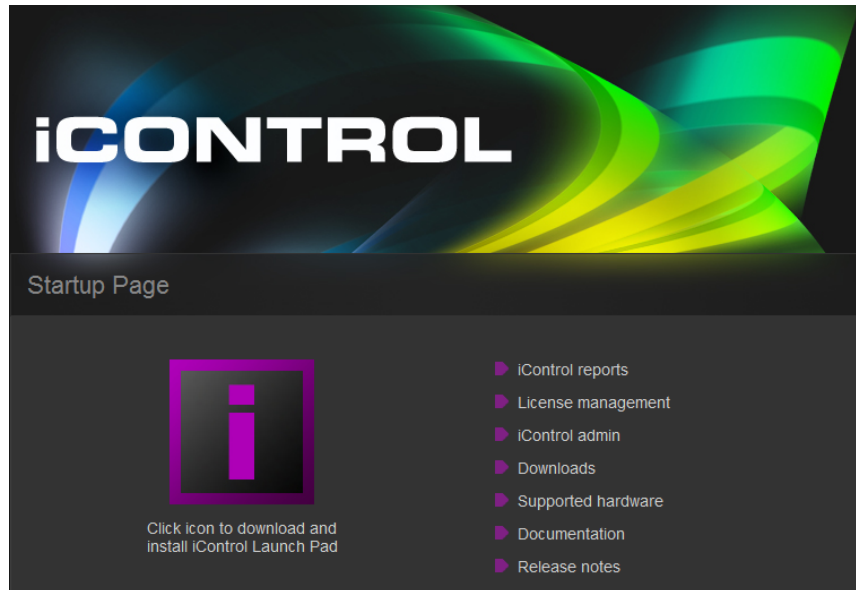 iCONTROL
Startup Page
i
Click icon to download and
install iControl Launch Pad
iControl reports
License management
iControl admin
Downloads
Supported hardware
Documentation
Release notes